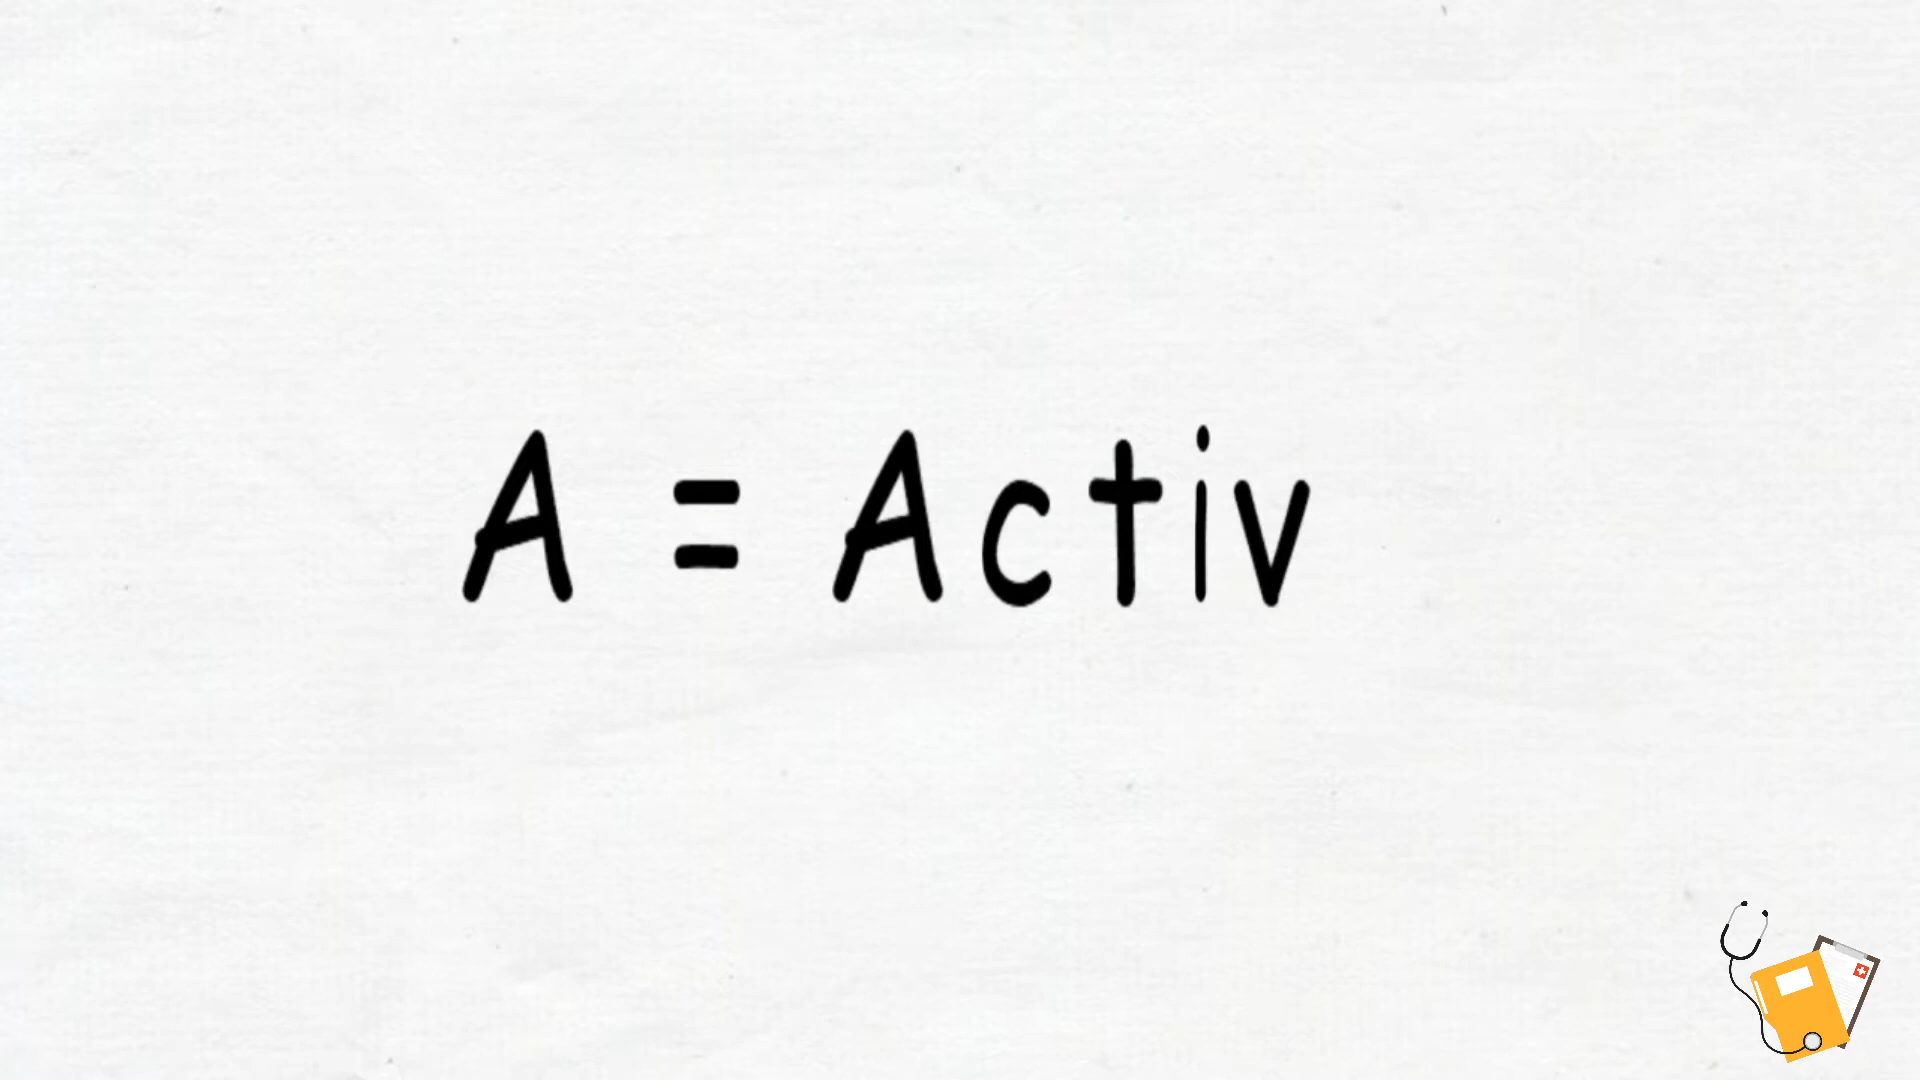 A = Activ